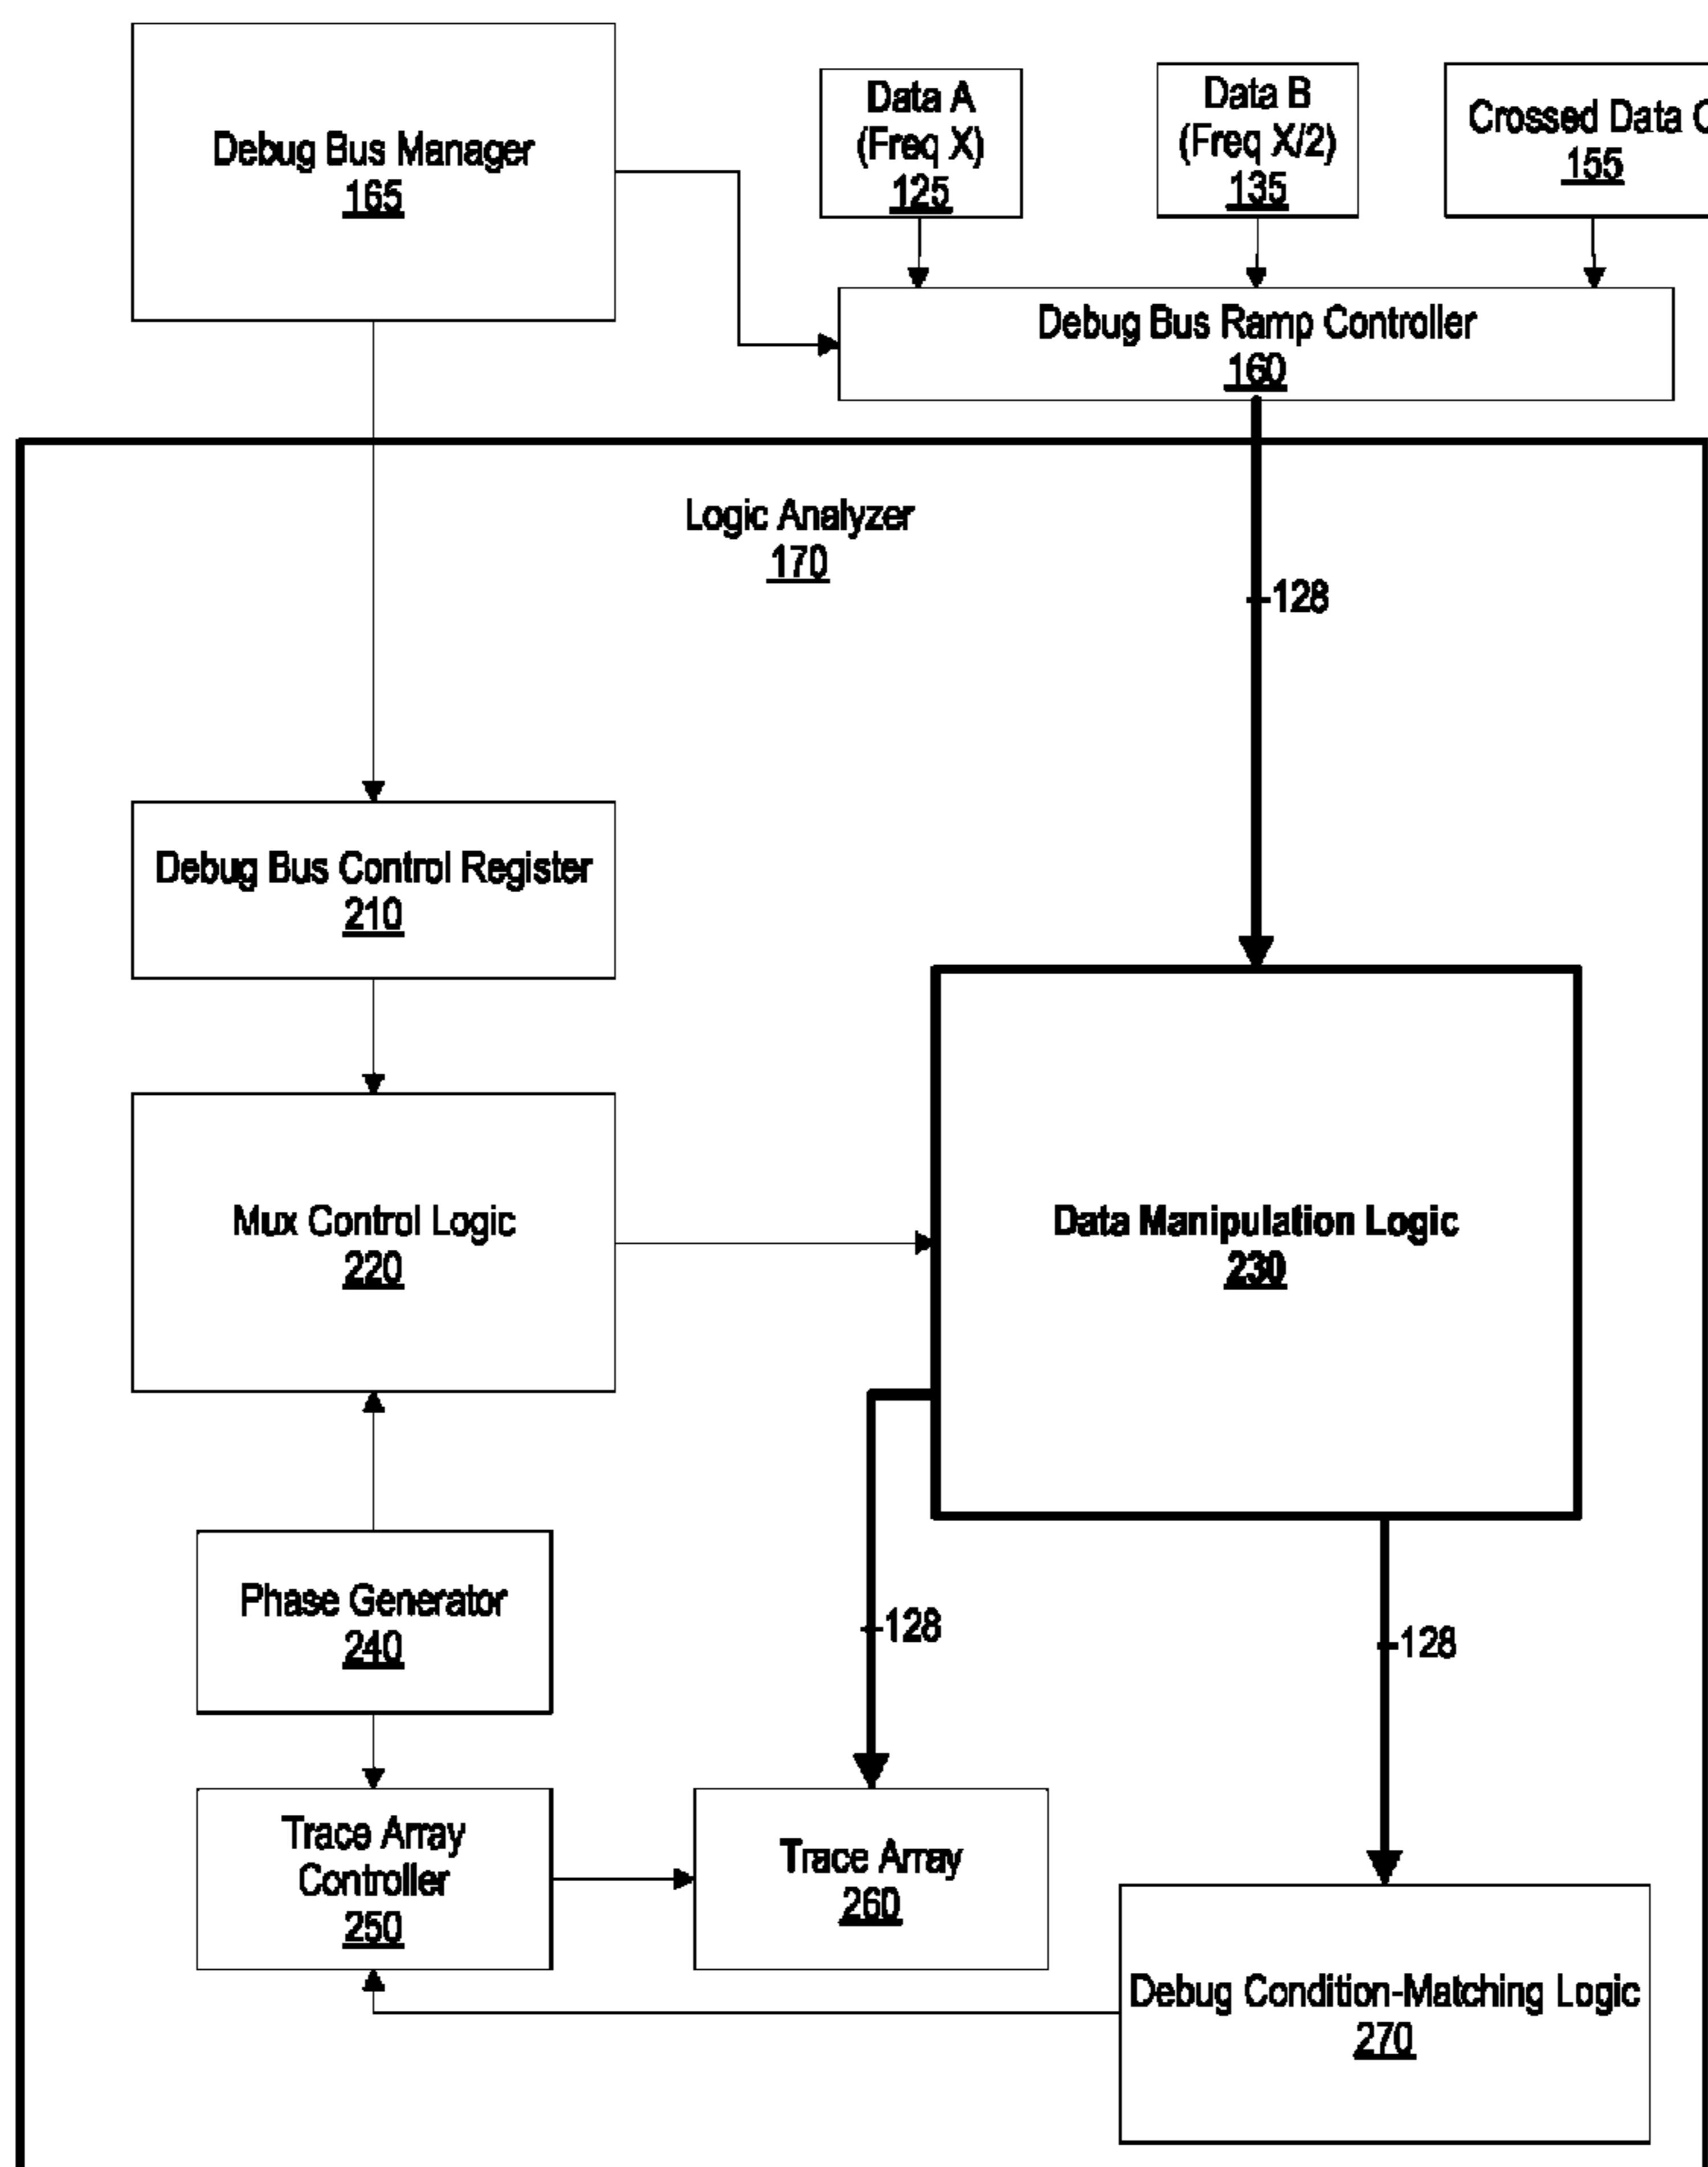 Debug Bus Manager
165
Data A
(Freq X)
125
Data B
(Freq X/2)
135
Crossed Data
155
Debug Bus Ramp Controller
160
Logic Analyzer
170
128
Debug Bus Control Register
210
Mux Control Logic
220
Data Manipulation Logic
230
Phase Generator
240
128
128
Trace Array
Controller
250
Trace Array
260
Debug Condition-Matching Logic
270